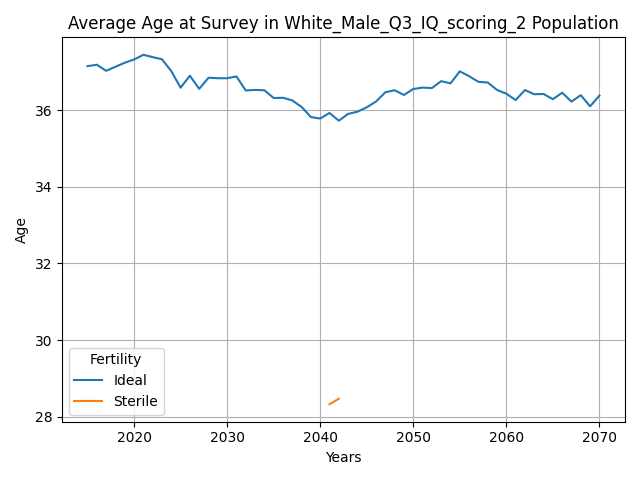 Average Age at Survey in White_Male_Q3_IQ_scoring_2 Population
Age
36
34
32
30
28
Fertility
Ideal
Sterile
2020 2030 2040 2050 2060 2070
Years